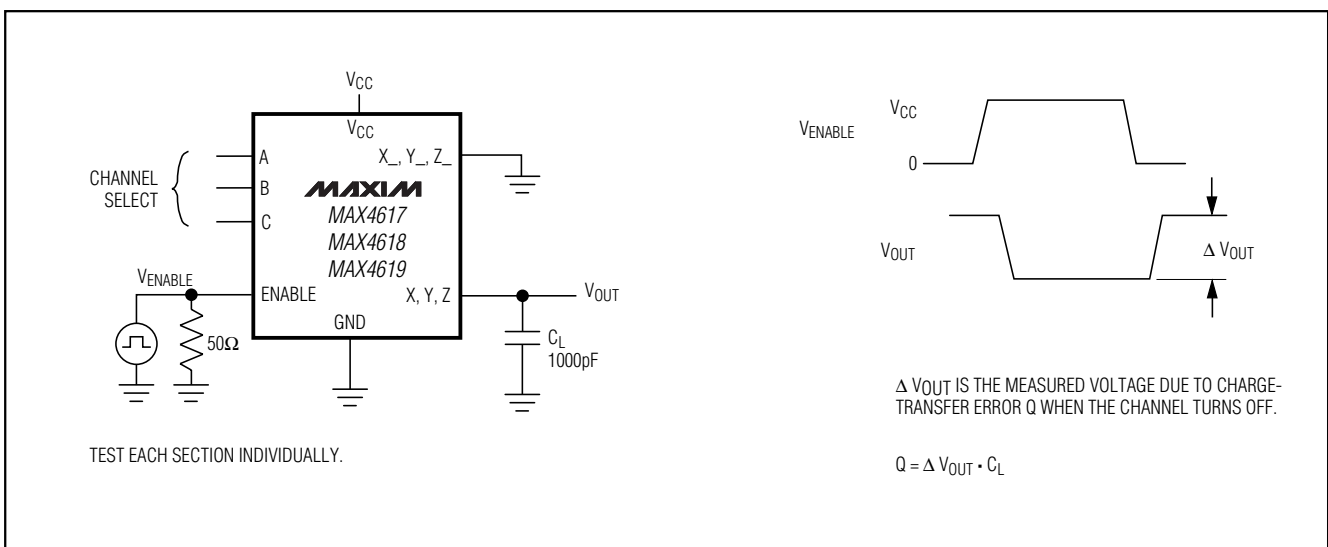 VCC
VCC
CHANNEL
SELECT
A
B
C
X_, Y_, Z_
MAXIM
MAX4617
MAX4618
MAX4619
VENABLE
ENABLE
X, Y, Z
VOUT
GND
50Ω
CL
1000pF
TEST EACH SECTION INDIVIDUALLY.
VENABLE
VCC
0
VOUT
Δ VOUT
Δ VOUT IS THE MEASURED VOLTAGE DUE TO CHARGE-
TRANSFER ERROR Q WHEN THE CHANNEL TURNS OFF.
Q = Δ VOUT · CL